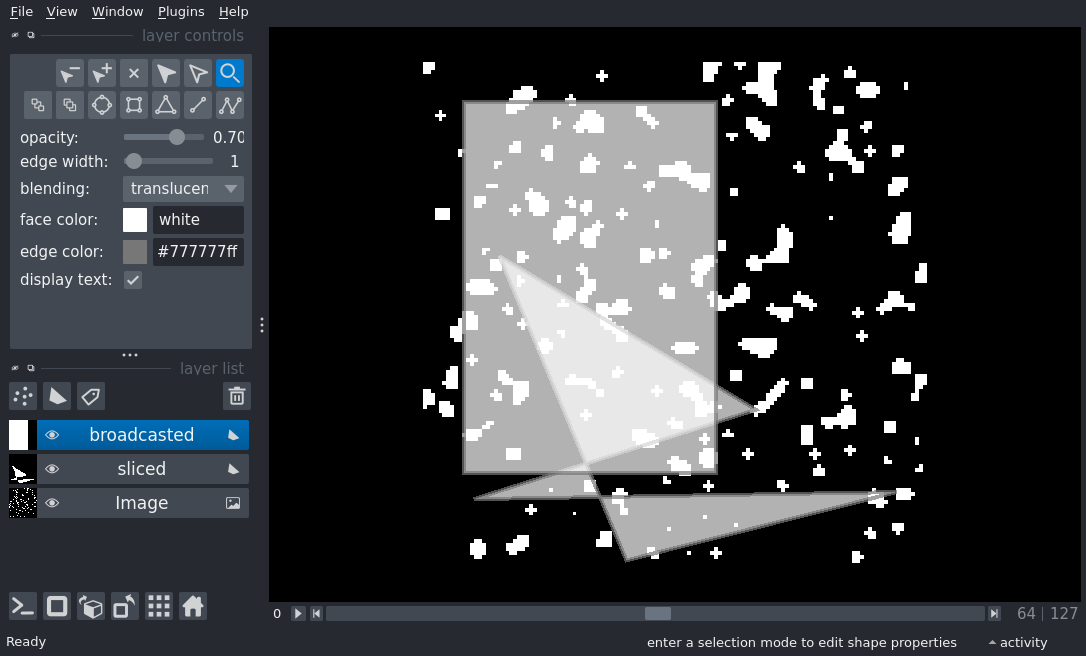 File View Window Plugins Help
layer controls
opacity: 0.70
edge width: 1
blending: translucen
face color: white
edge color: #777777ff
display text:
layer list
broadcasted
sliced
Image
0 64 | 127
Ready enter a selection mode to edit shape properties activity